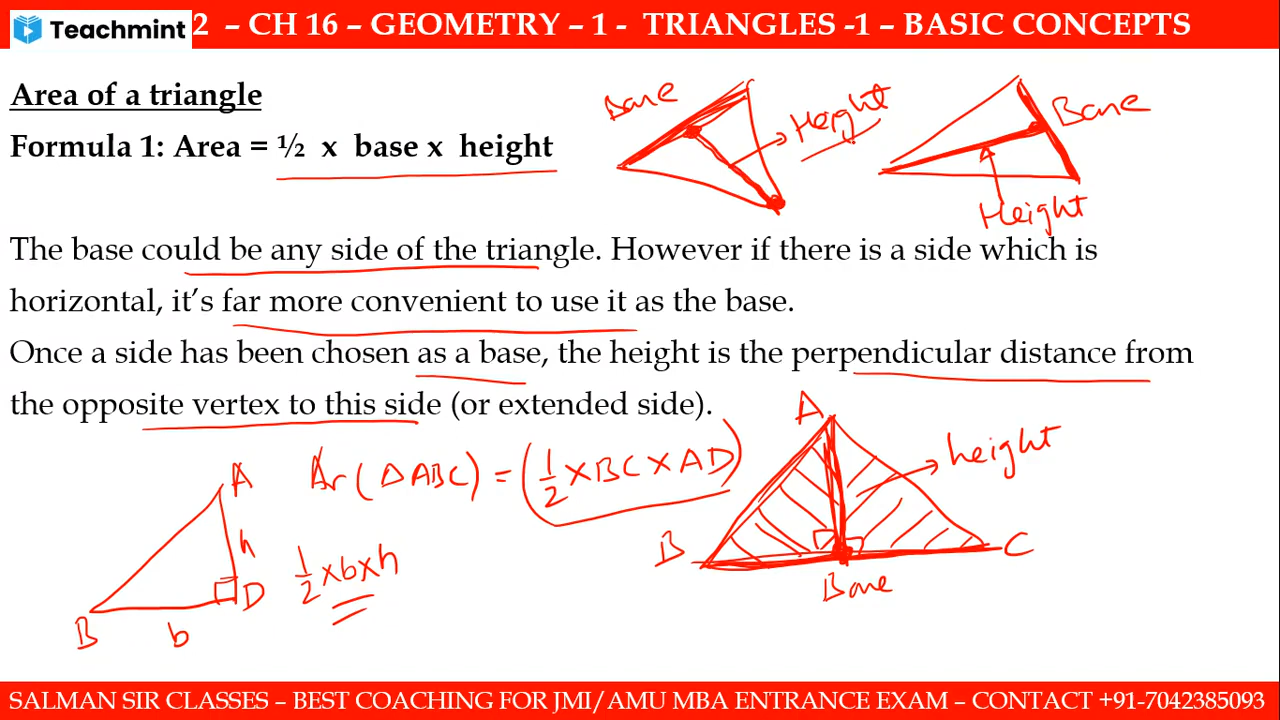 Teachmint
2 – CH 16 – GEOMETRY – 1 - TRIANGLES -1 – BASIC CONCEPTS
Area of a triangle
Formula 1: Area = ½ x base x height
Base
Height
Base
Height
The base could be any side of the triangle. However if there is a side which is
horizontal, it’s far more convenient to use it as the base.
Once a side has been chosen as a base, the height is the perpendicular distance from
the opposite vertex to this side (or extended side).
A
h
D
B
b
Ar (ΔABC) = (1/2 × BC × AD)
1/2 × b × h
A
height
B
C
Base
SALMAN SIR CLASSES – BEST COACHING FOR JMI/AMU MBA ENTRANCE EXAM – CONTACT +91-7042385093